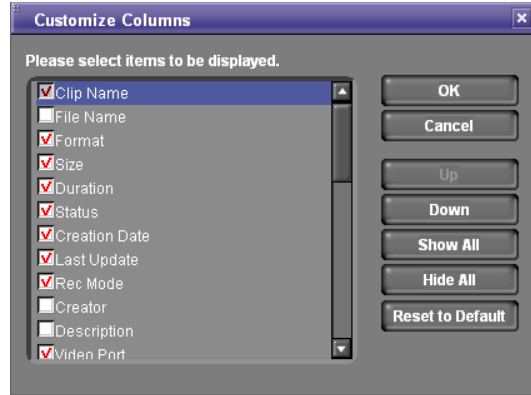 Customize Columns
Please select items to be displayed.
Clip Name
File Name
Format
Size
Duration
Status
Creation Date
Last Update
Rec Mode
Creator
Description
Video Port
OK
Cancel
Up
Down
Show All
Hide All
Reset to Default